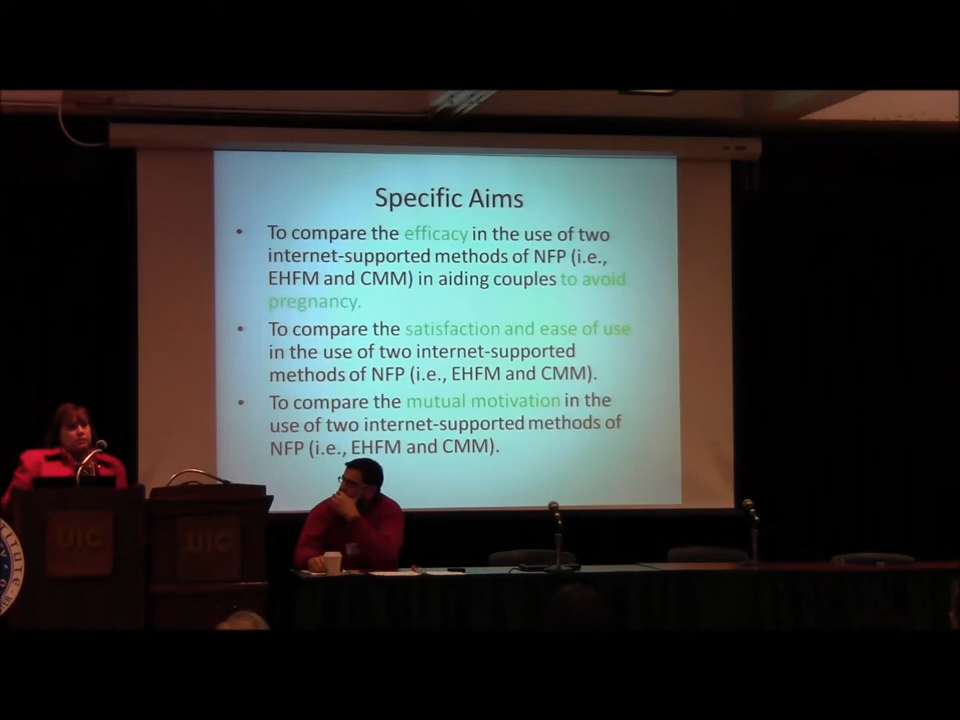 Specific Aims
• To compare the efficacy in the use of two
internet-supported methods of NFP (i.e.,
EHFM and CMM) in aiding couples to avoid
pregnancy.
• To compare the satisfaction and ease of use
in the use of two internet-supported
methods of NFP (i.e., EHFM and CMM).
• To compare the mutual motivation in the
use of two internet-supported methods of
NFP (i.e., EHFM and CMM).
UIC
UIC